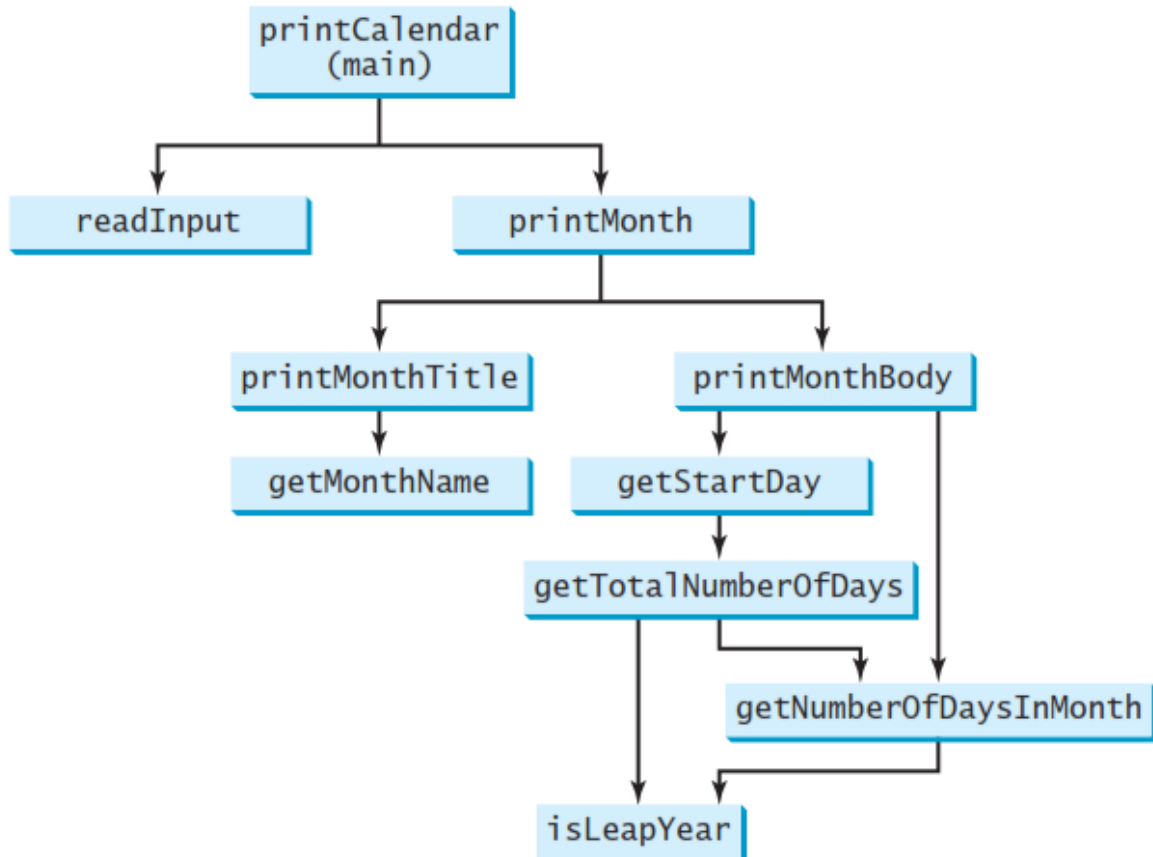 printCalendar
(main)
readInput
printMonth
printMonthTitle
printMonthBody
getMonthName
getStartDay
getTotalNumberOfDays
getNumberOfDaysInMonth
isLeapYear